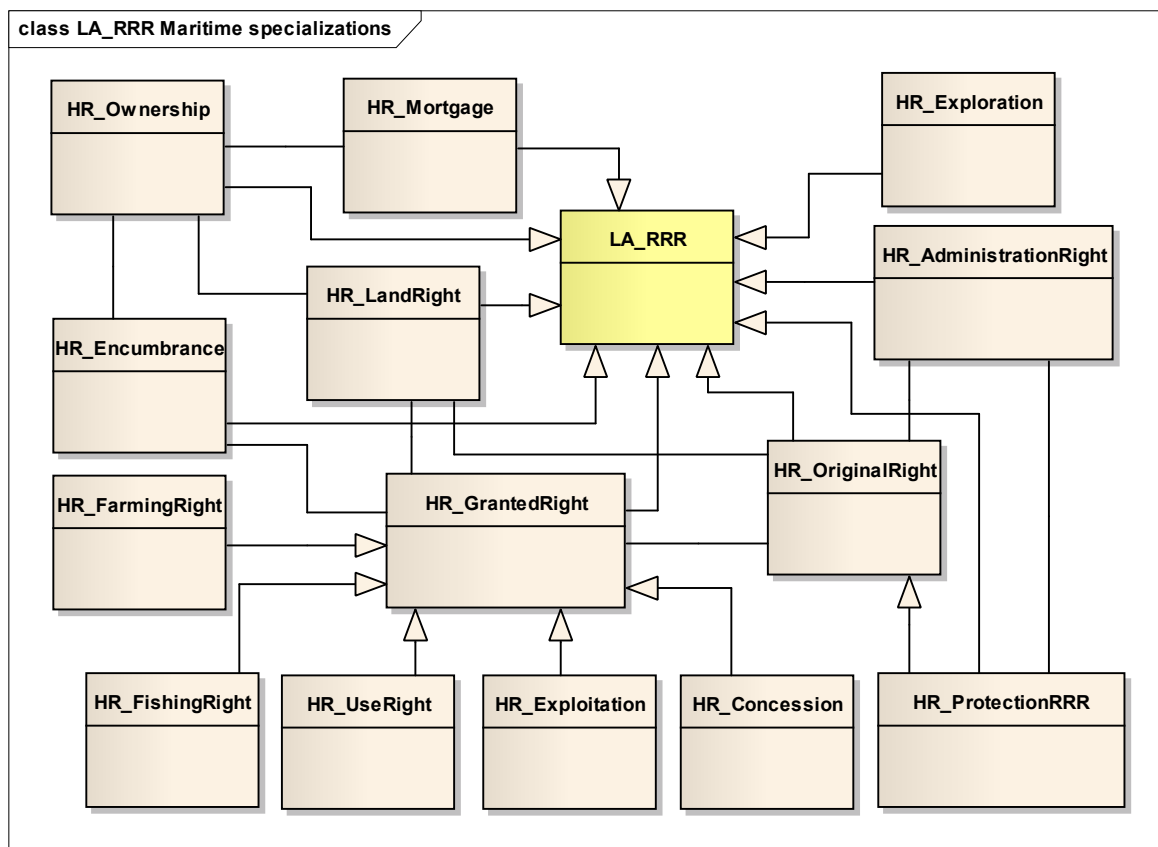 class LA_RRR Maritime specializations
HR_Ownership
HR_Mortgage
HR_Exploration
LA_RRR
HR_AdministrationRight
HR_LandRight
HR_Encumbrance
HR_OriginalRight
HR_FarmingRight
HR_GrantedRight
HR_FishingRight
HR_UseRight
HR_Exploitation
HR_Concession
HR_ProtectionRRR